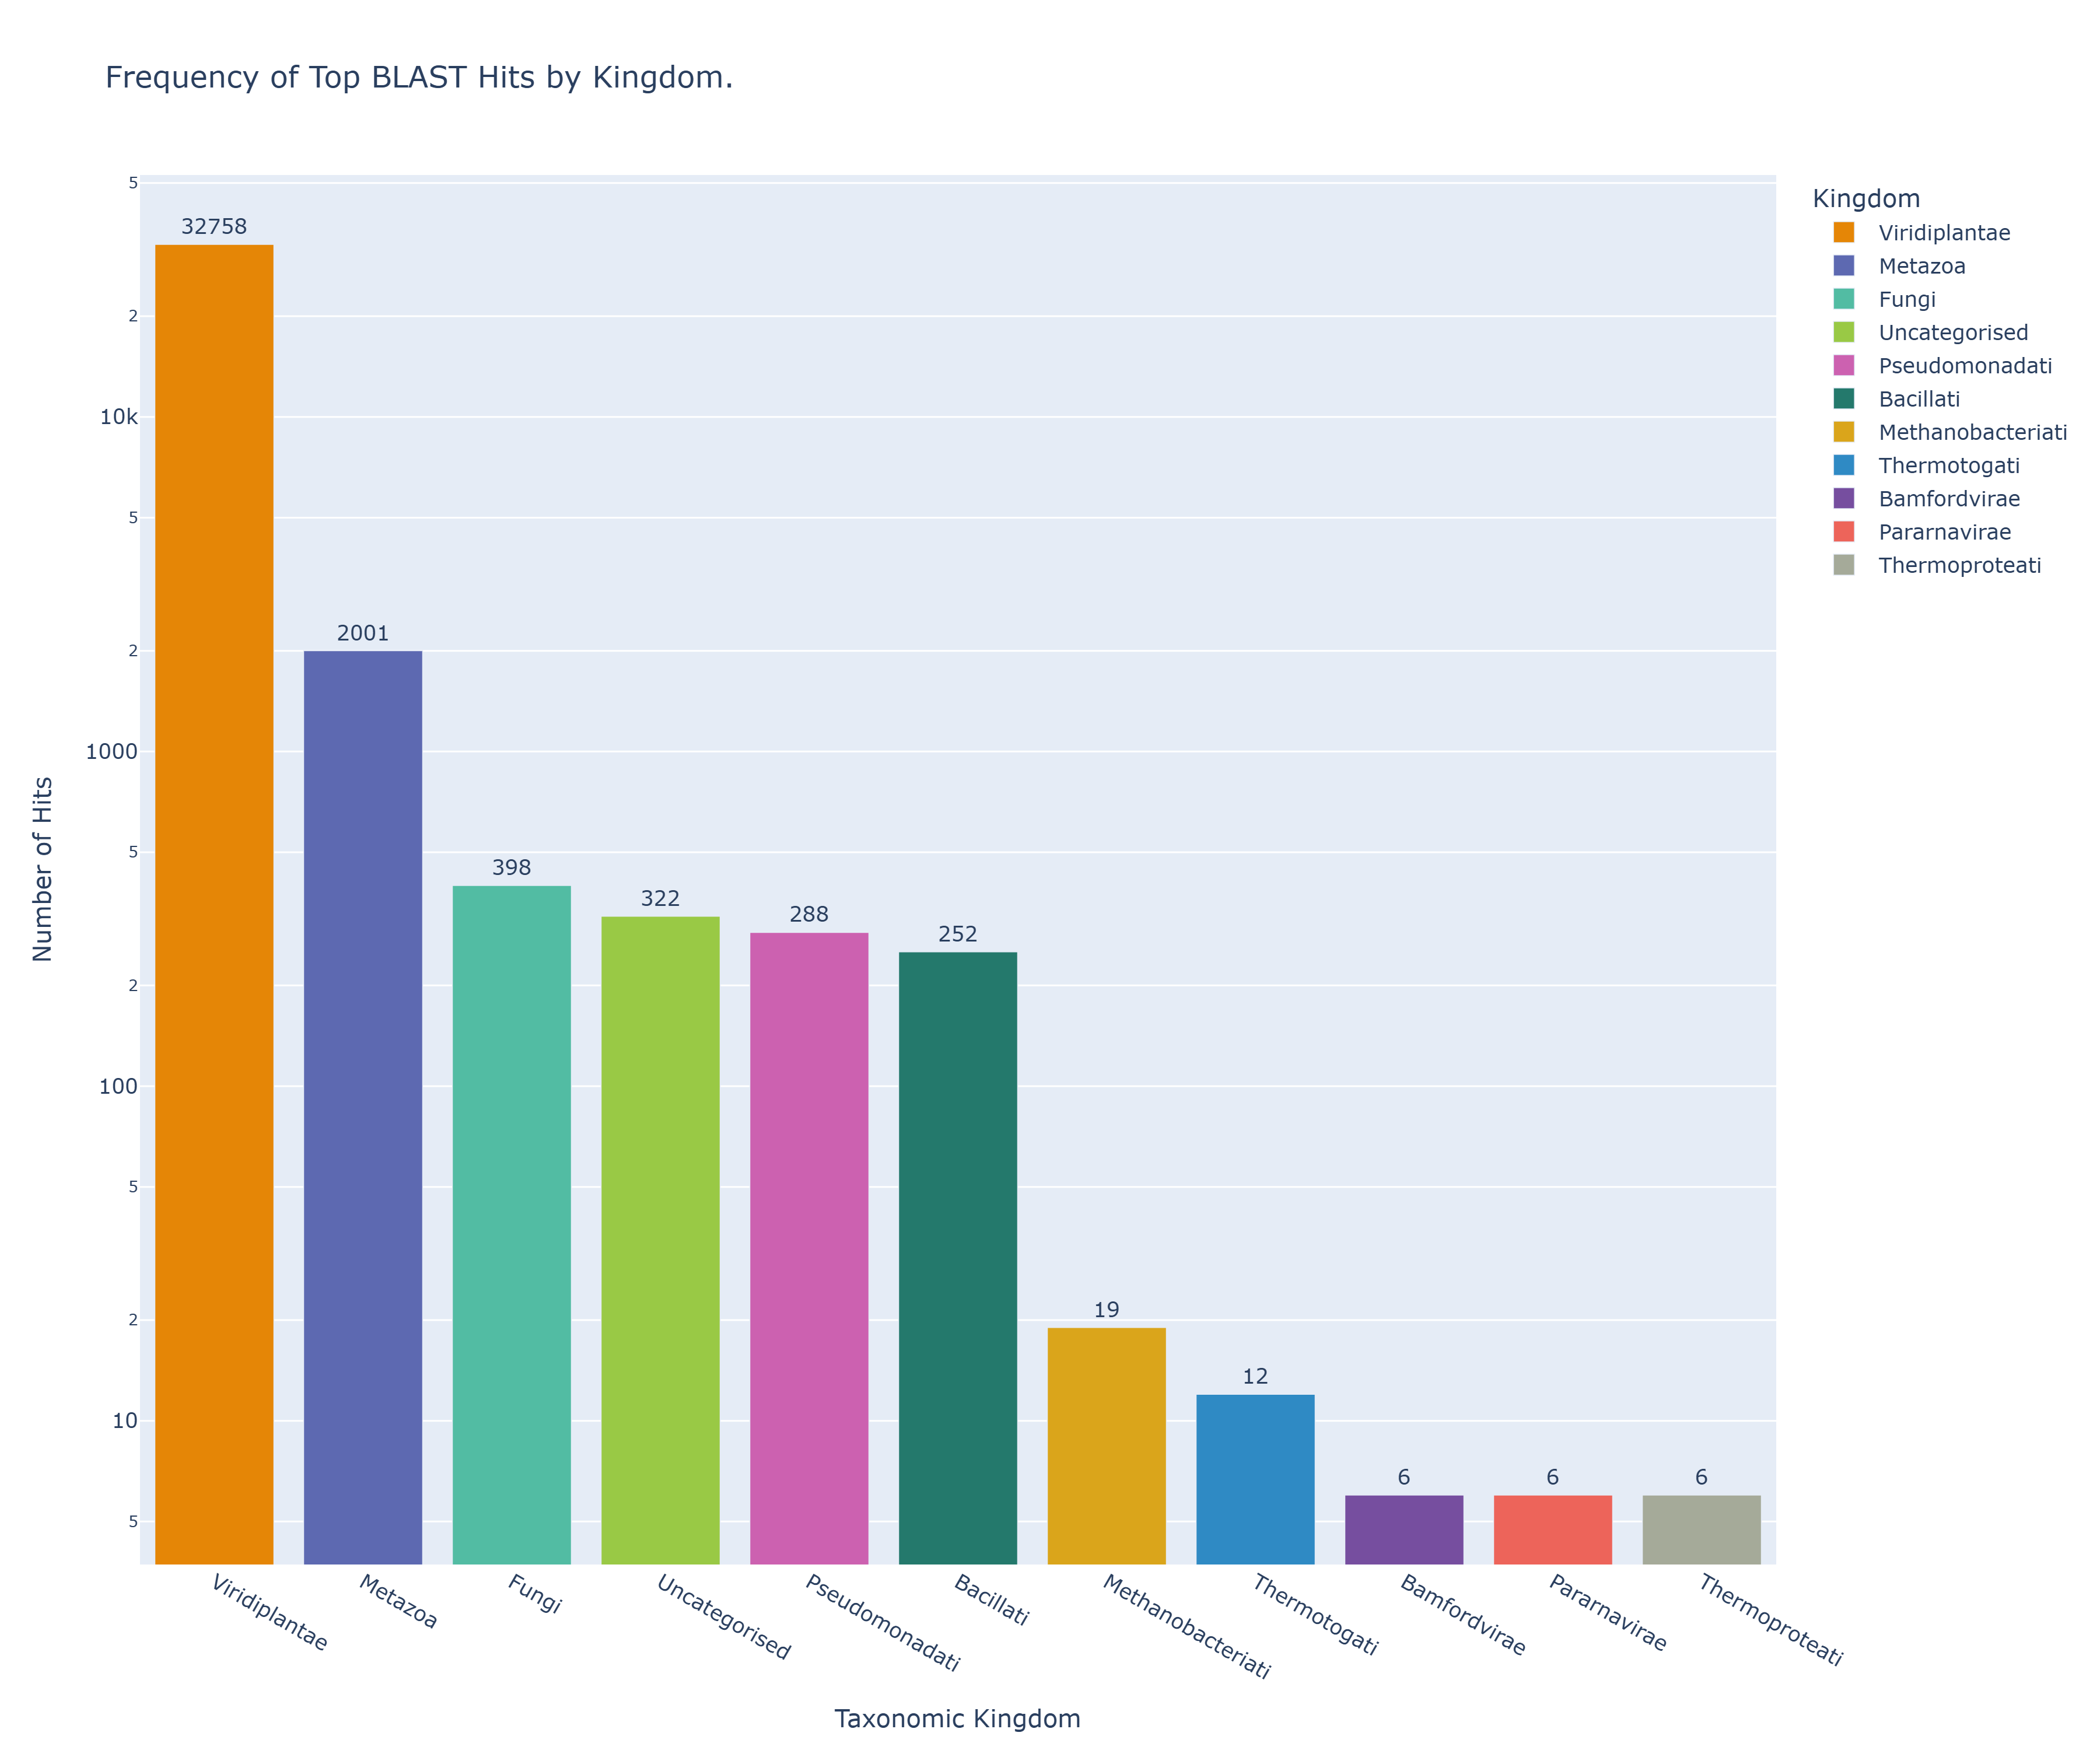 Frequency of Top BLAST Hits by Kingdom.
5
2
10k
5
2
1000
5
2
100
5
2
10
5
Number of Hits
32758
2001
398
322
288
252
19
12
6
6
6
Viridiplantae
Metazoa
Fungi
Uncategorised
Pseudomonadati
Bacillati
Methanobacteriati
Thermotogati
Bamfordvirae
Pararnavirae
Thermoproteati
Taxonomic Kingdom
Kingdom
Viridiplantae
Metazoa
Fungi
Uncategorised
Pseudomonadati
Bacillati
Methanobacteriati
Thermotogati
Bamfordvirae
Pararnavirae
Thermoproteati